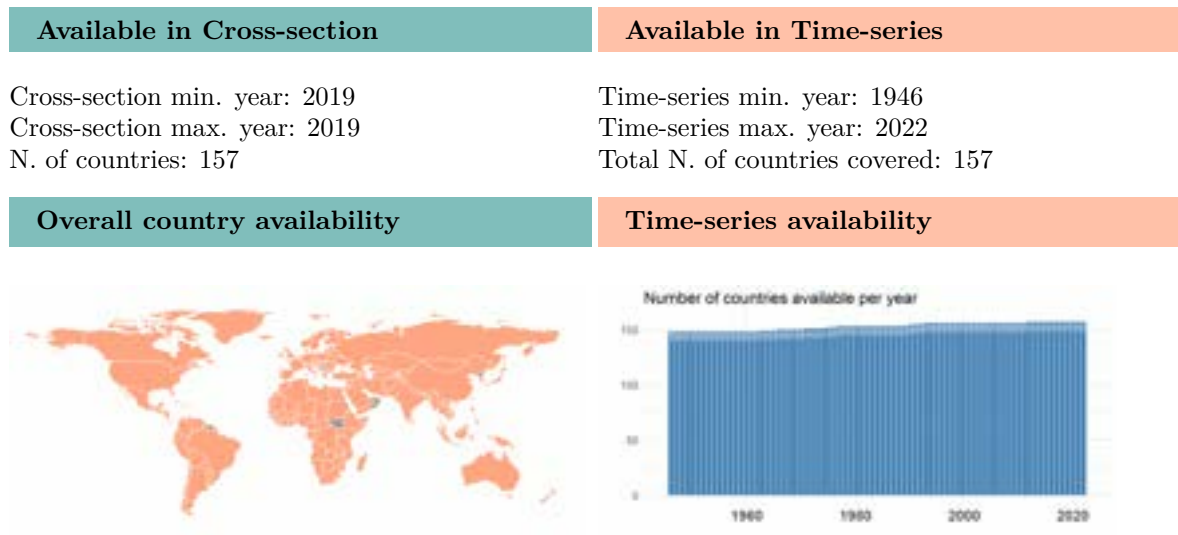 Available in Cross-section
Available in Time-series
Cross-section min. year: 2019
Cross-section max. year: 2019
N. of countries: 157
Time-series min. year: 1946
Time-series max. year: 2022
Total N. of countries covered: 157
Overall country availability
Time-series availability
Number of countries available per year
150
100
50
0
1960
1980
2000
2020